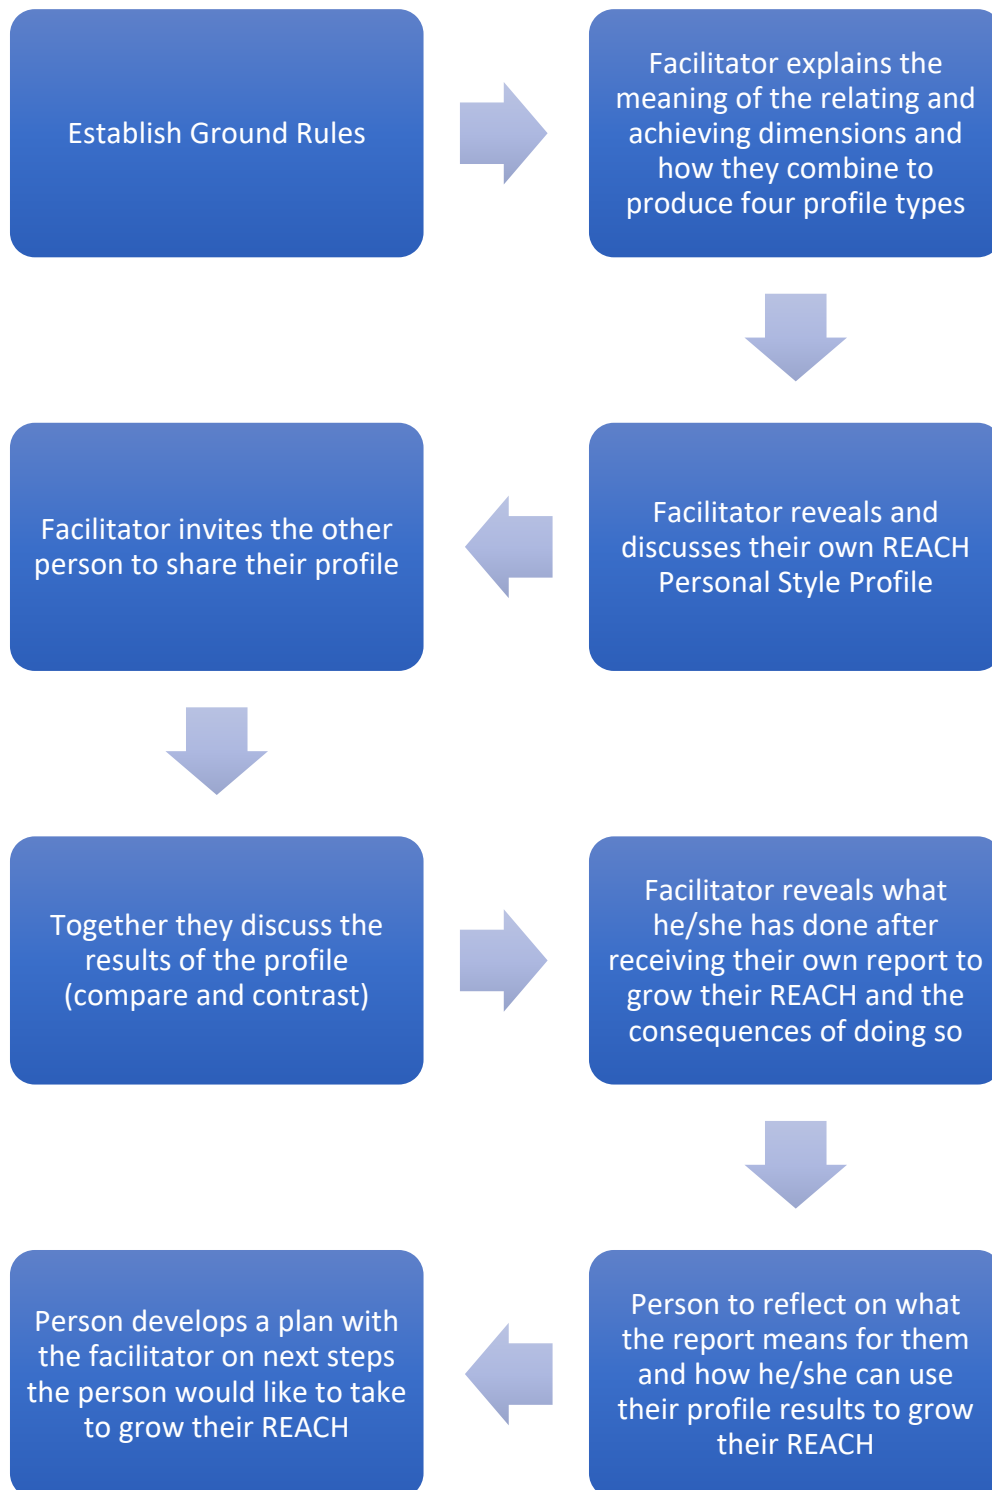 Establish Ground Rules
Facilitator explains the
meaning of the relating and
achieving dimensions and
how they combine to
produce four profile types
Facilitator reveals and
discusses their own REACH
Personal Style Profile
Facilitator invites the other
person to share their profile
Together they discuss the
results of the profile
(compare and contrast)
Facilitator reveals what
he/she has done after
receiving their own report to
grow their REACH and the
consequences of doing so
Person to reflect on what
the report means for them
and how he/she can use
their profile results to grow
their REACH
Person develops a plan with
the facilitator on next steps
the person would like to take
to grow their REACH